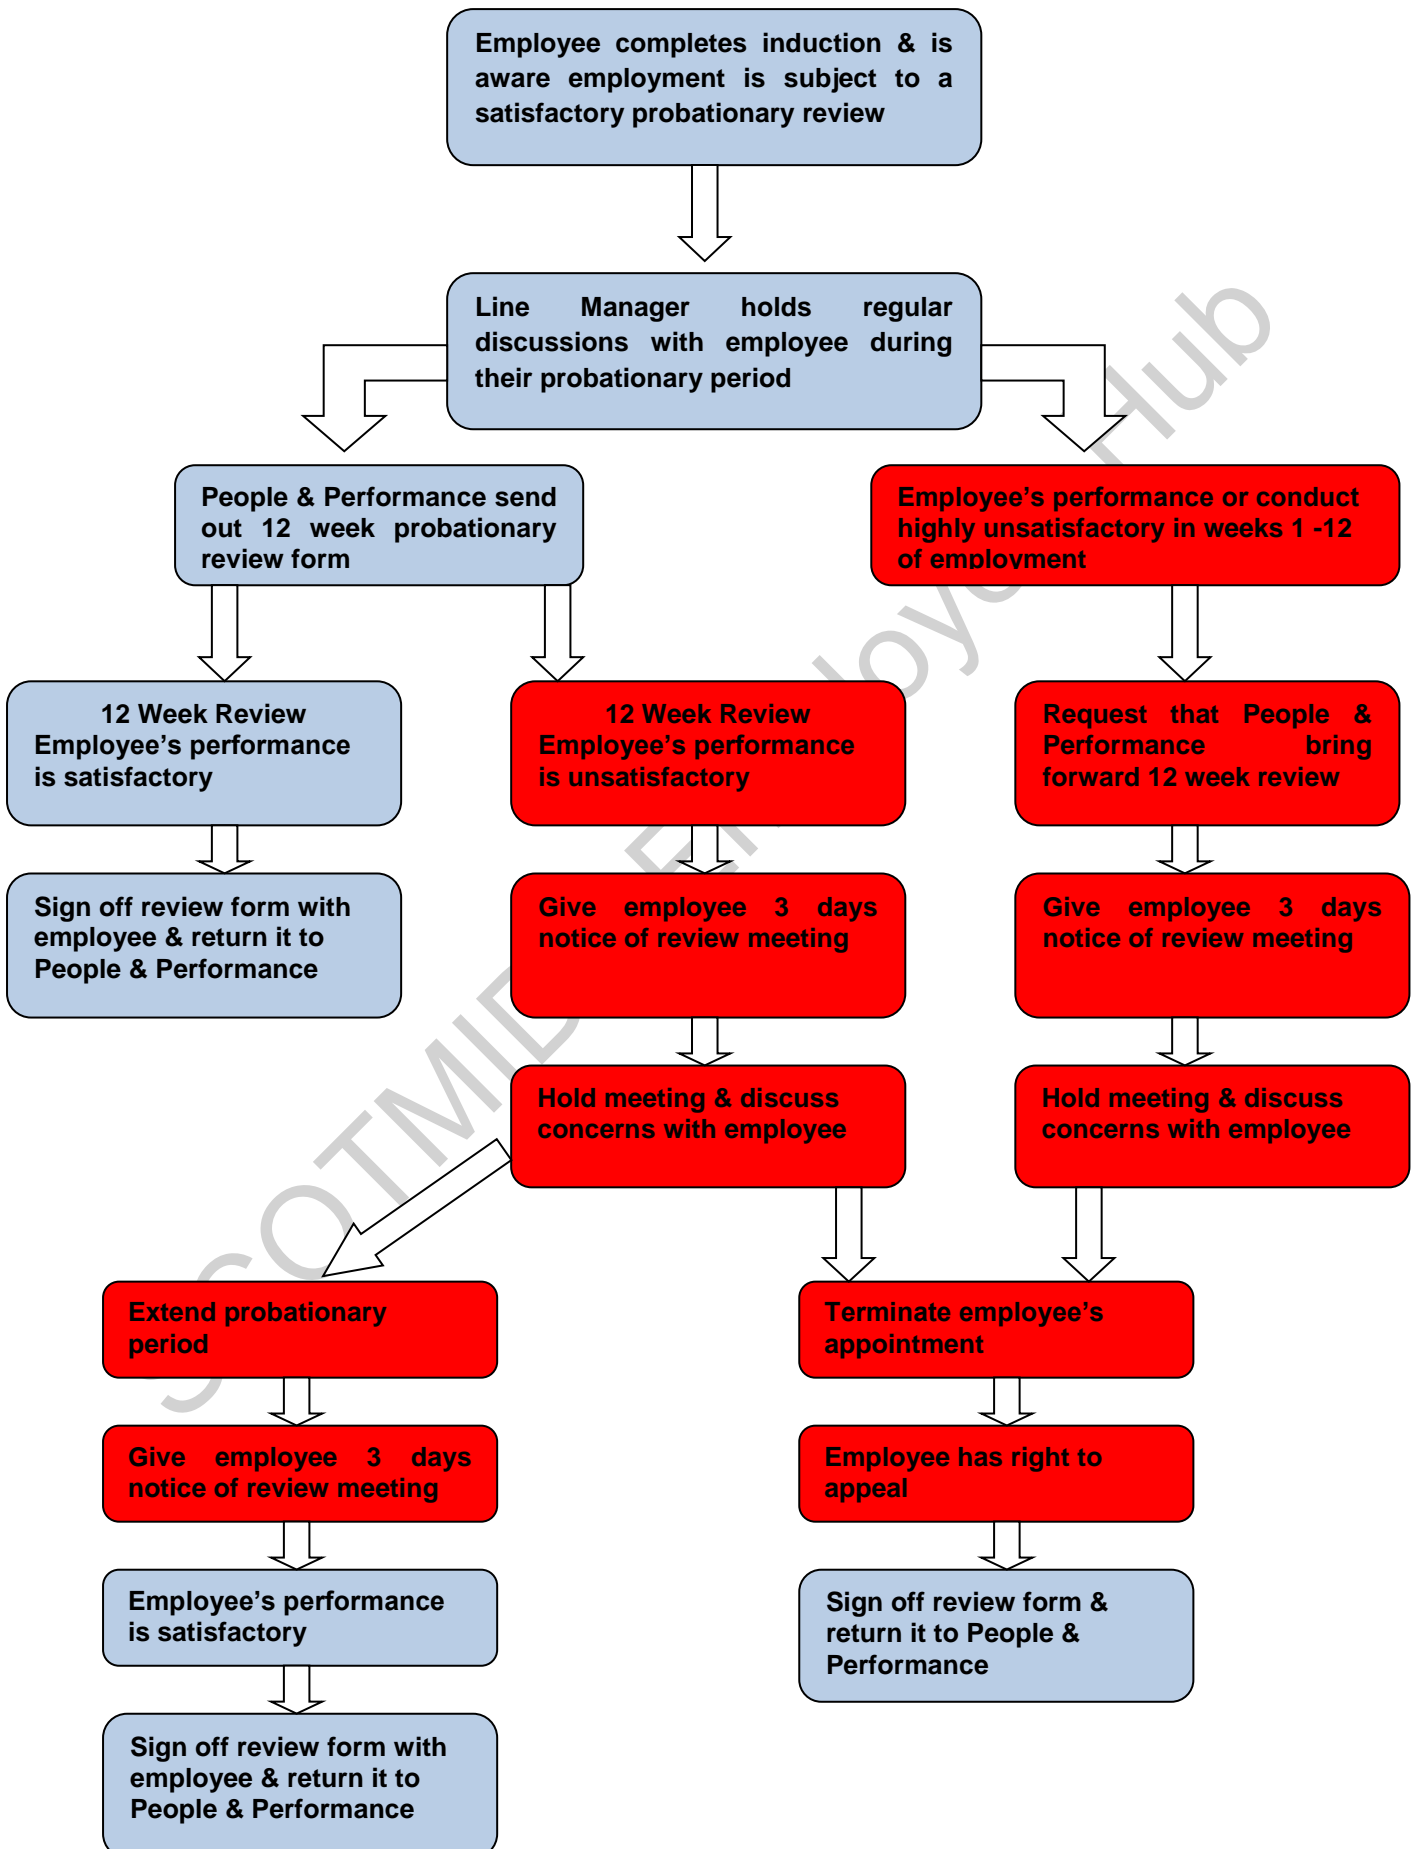 Employee completes induction & is
aware employment is subject to a
satisfactory probationary review
Line Manager holds regular
discussions with employee during
their probationary period
People & Performance send
out 12 week probationary
review form
Employee’s performance or conduct
highly unsatisfactory in weeks 1 -12
of employment
12 Week Review
Employee’s performance
is satisfactory
12 Week Review
Employee’s performance
is unsatisfactory
Request that People &
Performance bring
forward 12 week review
Sign off review form with
employee & return it to
People & Performance
Give employee 3 days
notice of review meeting
Give employee 3 days
notice of review meeting
Hold meeting & discuss
concerns with employee
Hold meeting & discuss
concerns with employee
Extend probationary
period
Terminate employee’s
appointment
Give employee 3 days
notice of review meeting
Employee has right to
appeal
Employee’s performance
is satisfactory
Sign off review form &
return it to People &
Performance
Sign off review form with
employee & return it to
People & Performance
SCOTMID Hub